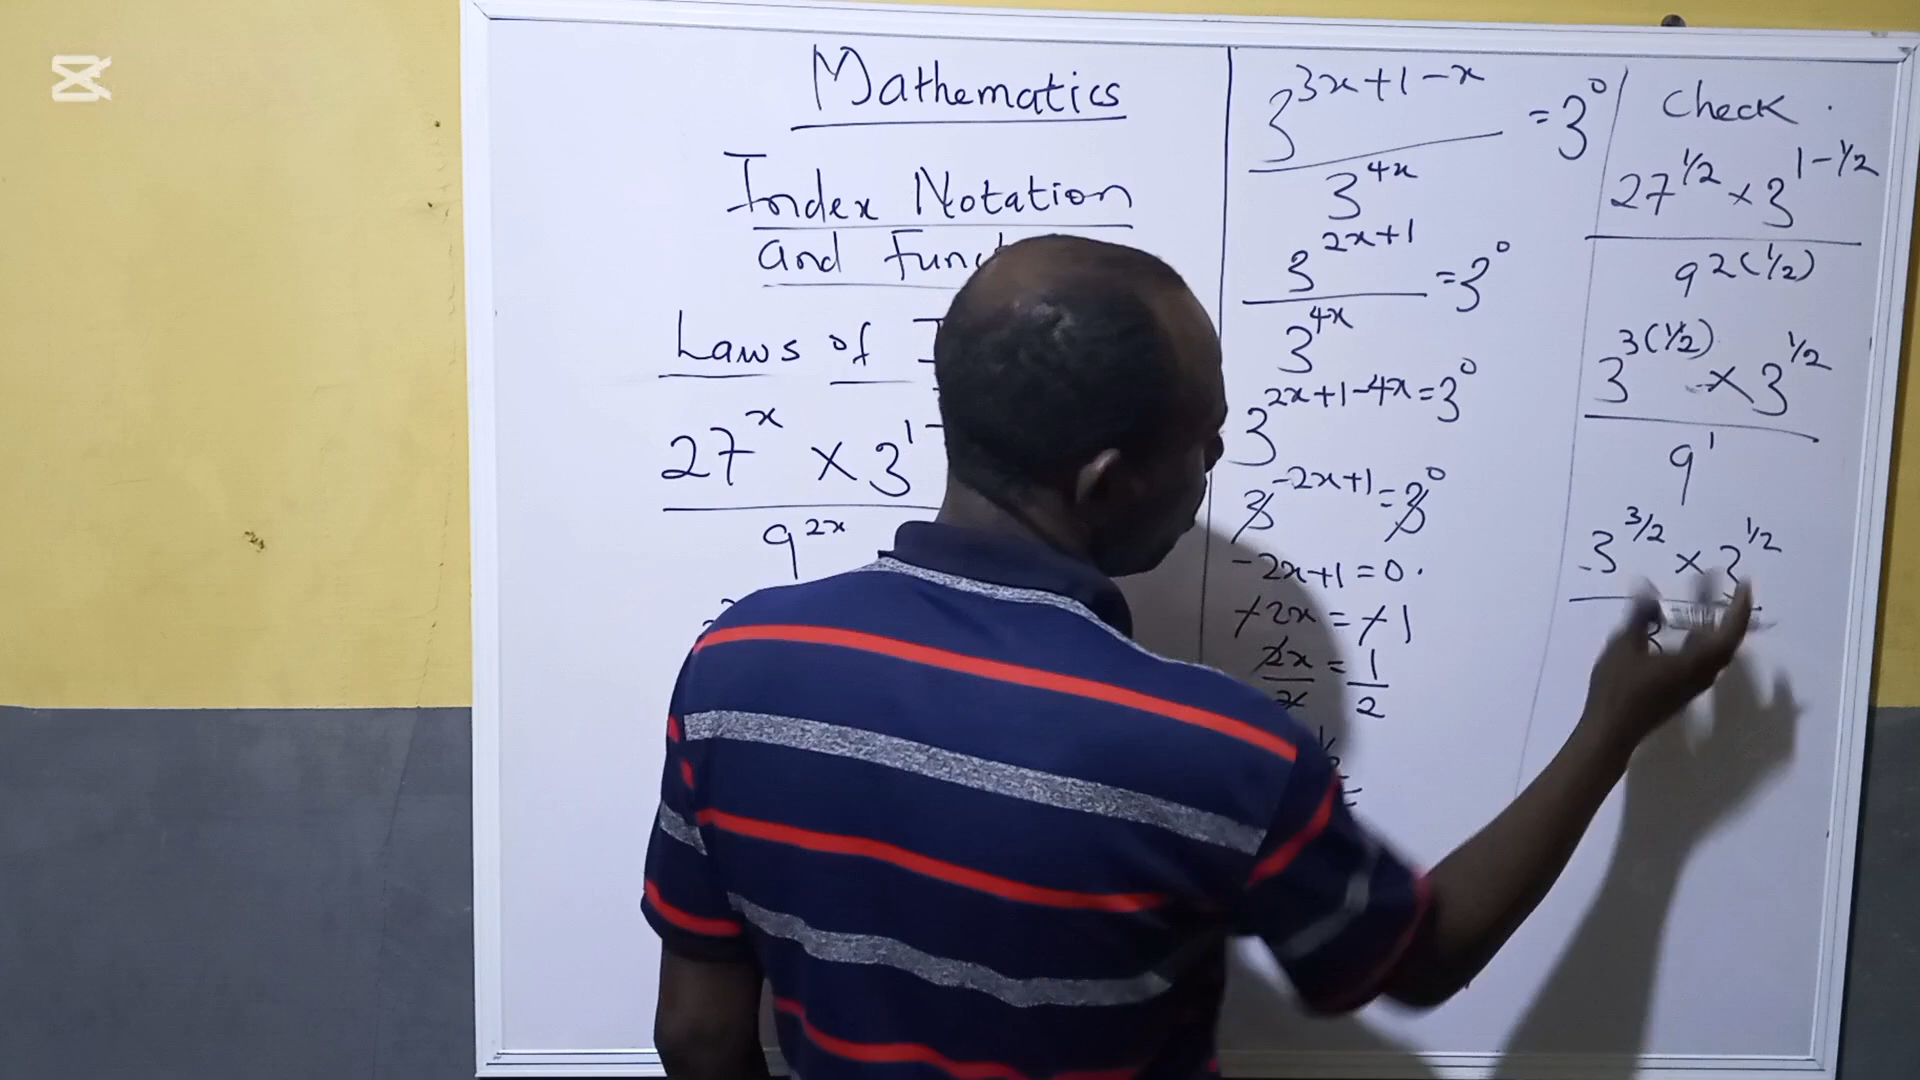 Mathematics
Index Notation
and
Laws of
27^x × 3^1-
9^2x
3^3x+1-x = 3^0
3^4x
3^2x+1 = 3^0
3^4x
3^2x+1-4x = 3^0
3^-2x+1 = 3^0
-2x+1 = 0.
-2x = -1
2x = 1
2 2
Check.
27^1/2 × 3^1-1/2
9^2(1/2)
3^3(1/2) × 3^1/2
9^1
3^3/2 × 3^1/2